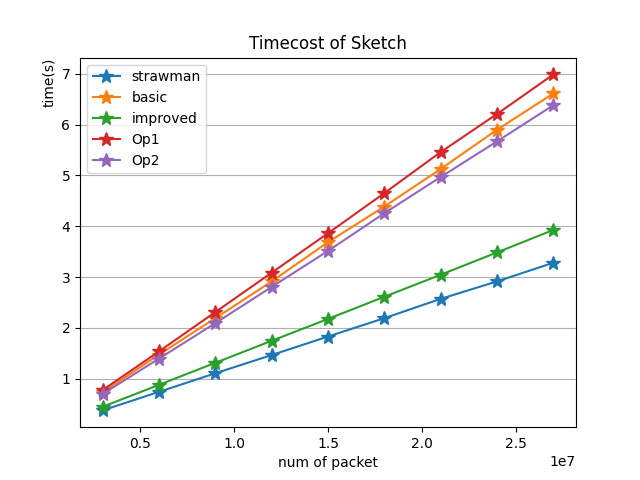 Timecost of Sketch
time(s)
7
6
5
4
3
2
1
strawman
basic
improved
Op1
Op2
0.5 1.0 1.5 2.0 2.5
1e7
num of packet